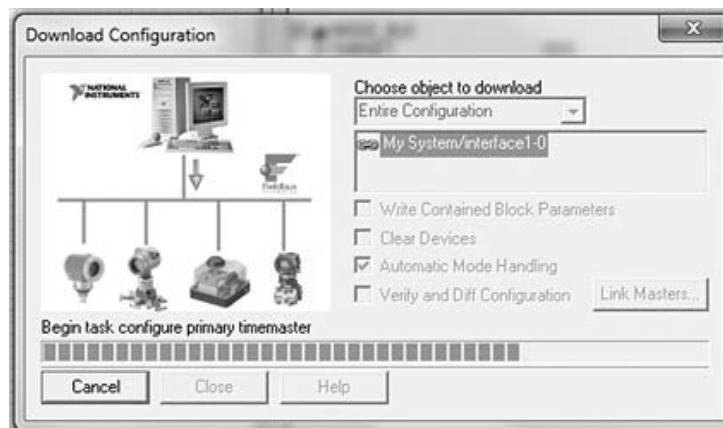 Download Configuration
NATIONAL
INSTRUMENTS
Fieldbus
Choose object to download
Entire Configuration
My System/interface1-0
Write Contained Block Parameters
Clear Devices
Automatic Mode Handling
Verify and Diff Configuration
Link Masters...
Begin task configure primary timemaster
Cancel
Close
Help